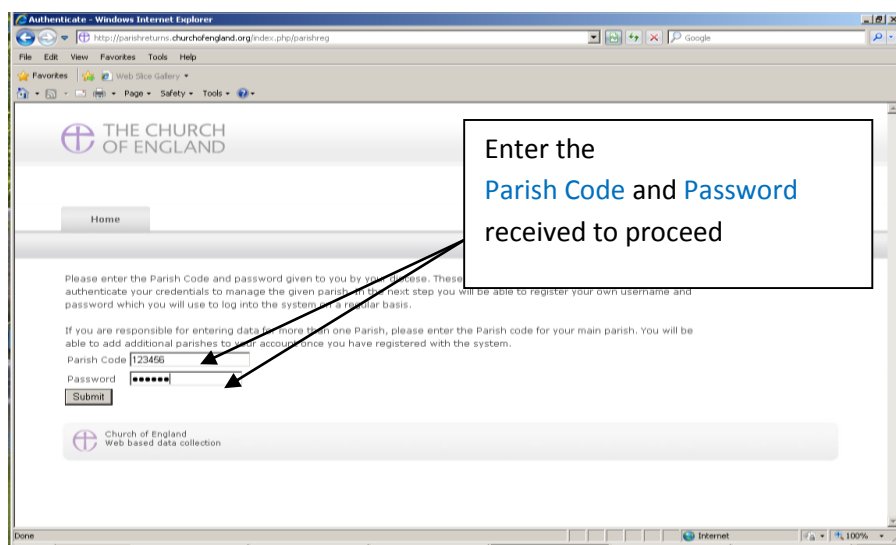 Authenticate - Windows Internet Explorer
http://parishreturns.churchofengland.org/index.php/parishreg
Google
File Edit View Favorites Tools Help
Favorites Web Slice Gallery
Page Safety Tools
THE CHURCH
OF ENGLAND
Enter the
Parish Code and Password
received to proceed
Home
Please enter the Parish Code and password given to you by your diocese. These
authenticate your credentials to manage the given parish. In the next step you will be able to register your own username and
password which you will use to log into the system on a regular basis.
If you are responsible for entering data for more than one Parish, please enter the Parish code for your main parish. You will be
able to add additional parishes to your account once you have registered with the system.
Parish Code 123456
Password ●●●●●●
Submit
Church of England
Web based data collection
Done Internet 100%